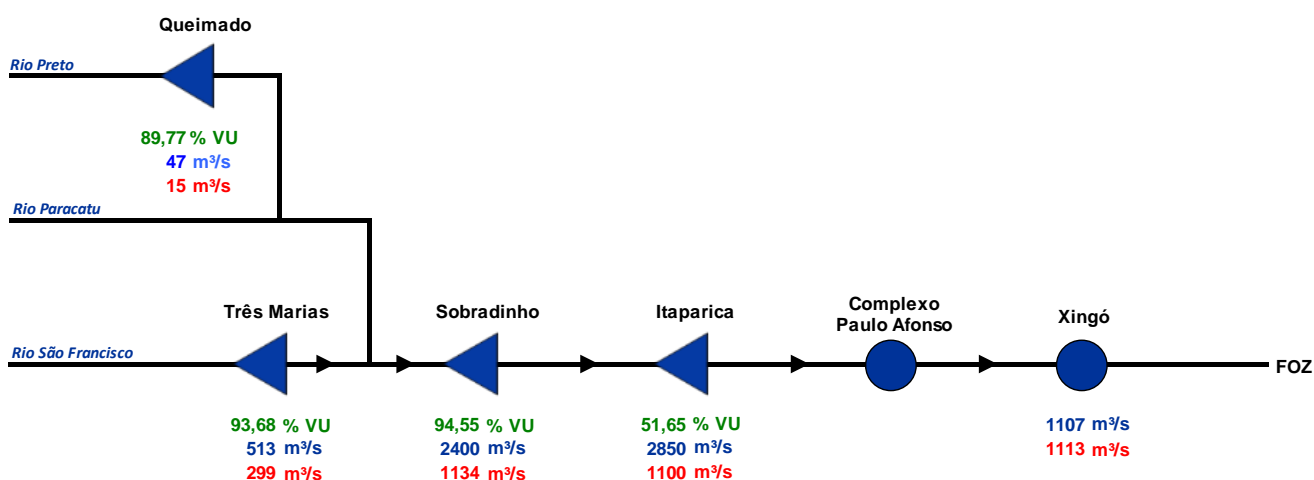 Queimado
Rio Preto
89,77 % VU
47 m³/s
15 m³/s
Rio Paracatu
Três Marias
Sobradinho
Itaparica
Complexo
Paulo Afonso
Xingó
Rio São Francisco
FOZ
93,68 % VU
513 m³/s
299 m³/s
94,55 % VU
2400 m³/s
1134 m³/s
51,65 % VU
2850 m³/s
1100 m³/s
1107 m³/s
1113 m³/s